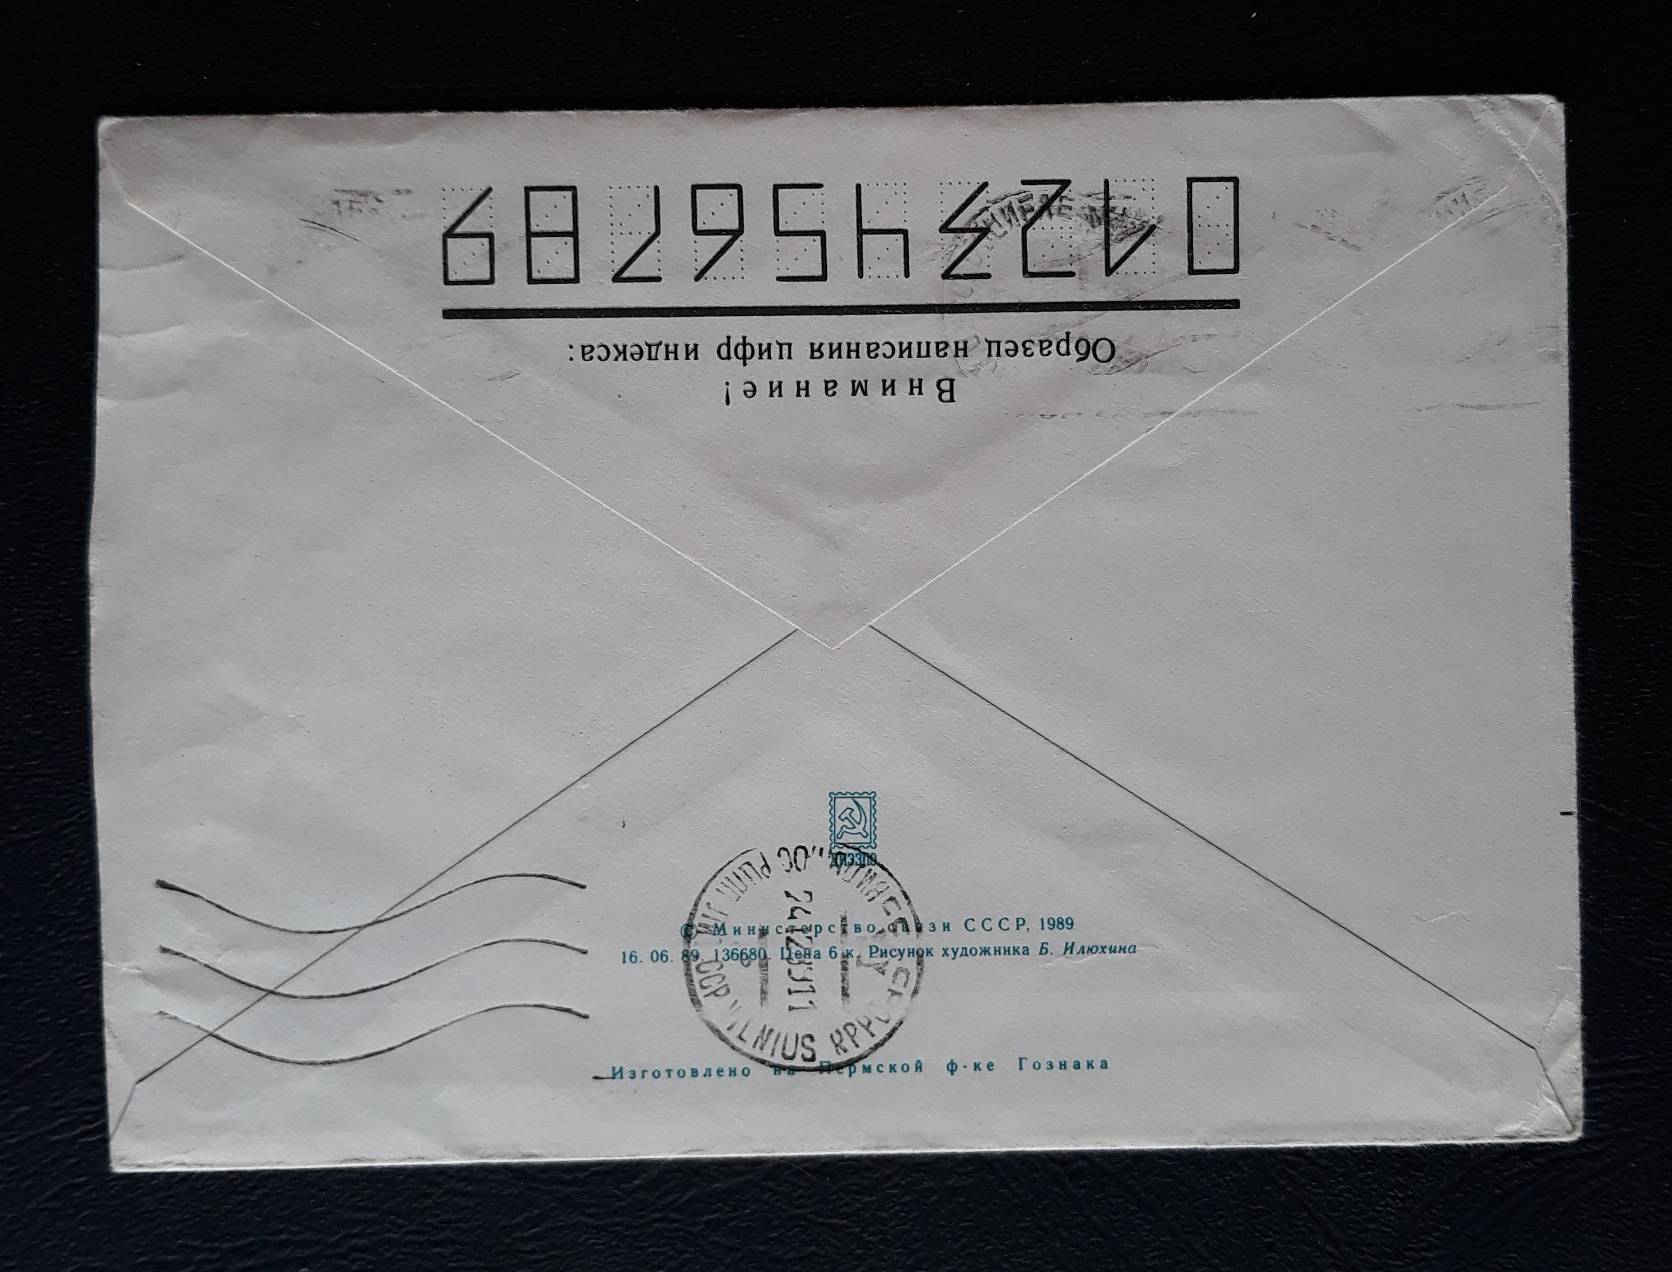 0123456789
Образец написания цифр индекса:
Внимание!
© Министерство связи СССР, 1989
16. 06. 89. 136680. Цена 6 к. Рисунок художника Б. Илюхина
VILNIUS
Изготовлено на Пермской ф-ке Гознака